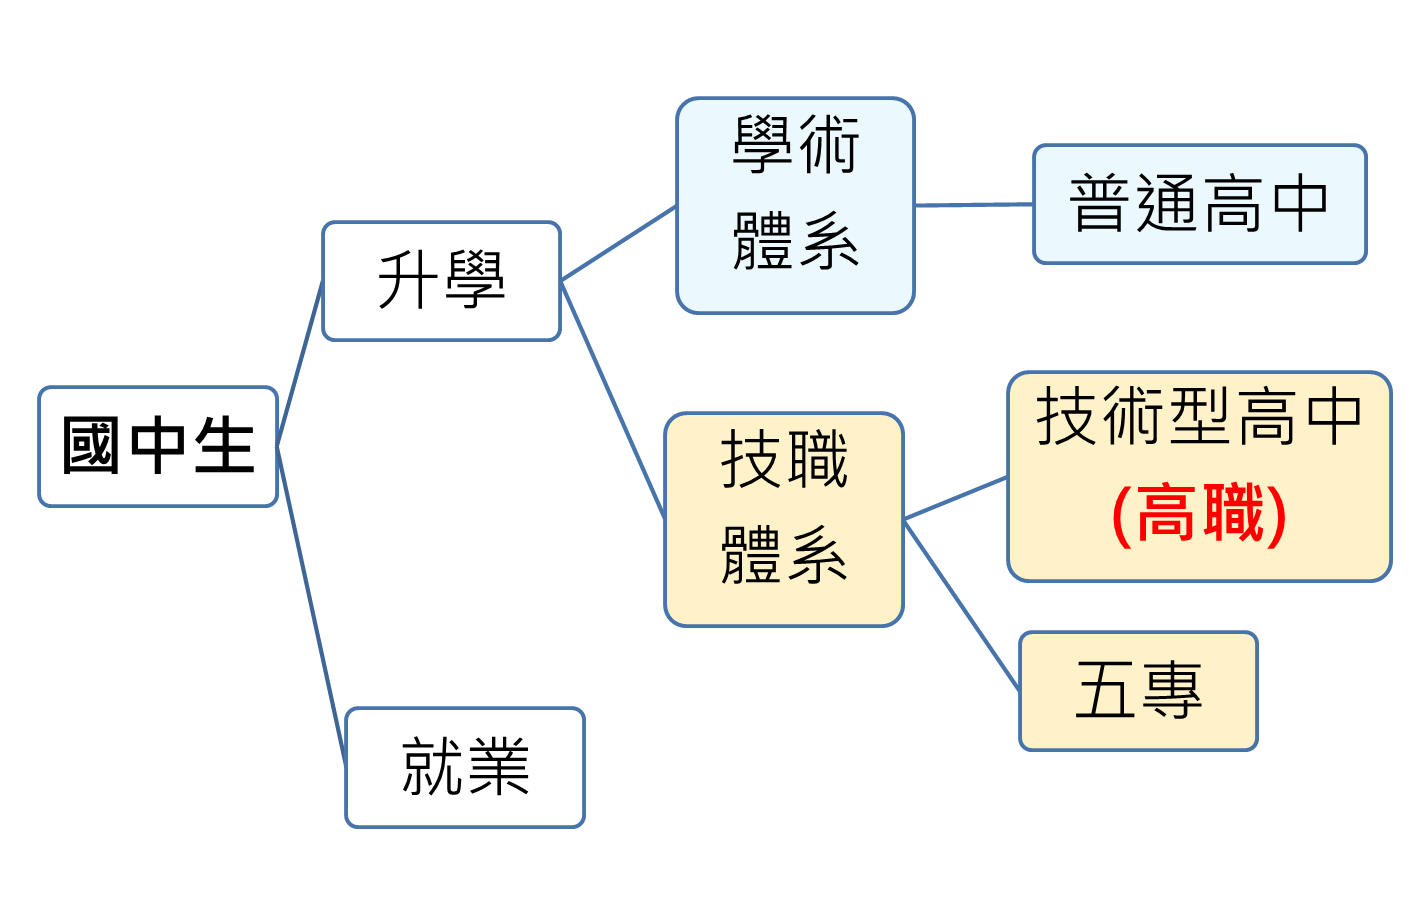 國中生
升學
學術
體系
普通高中
技職
體系
技術型高中
(高職)
五專
就業